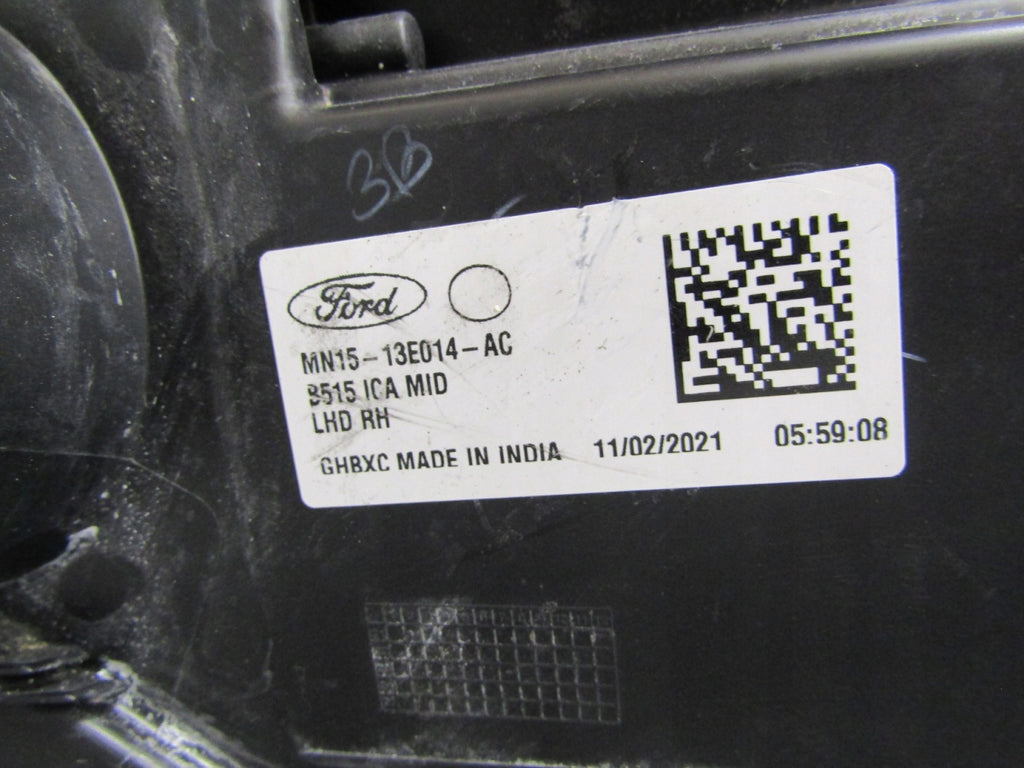 3B
Ford
MN15-13E014-AC
B515 ICA MID
LHD RH
GHBXC MADE IN INDIA 11/02/2021 05:59:08